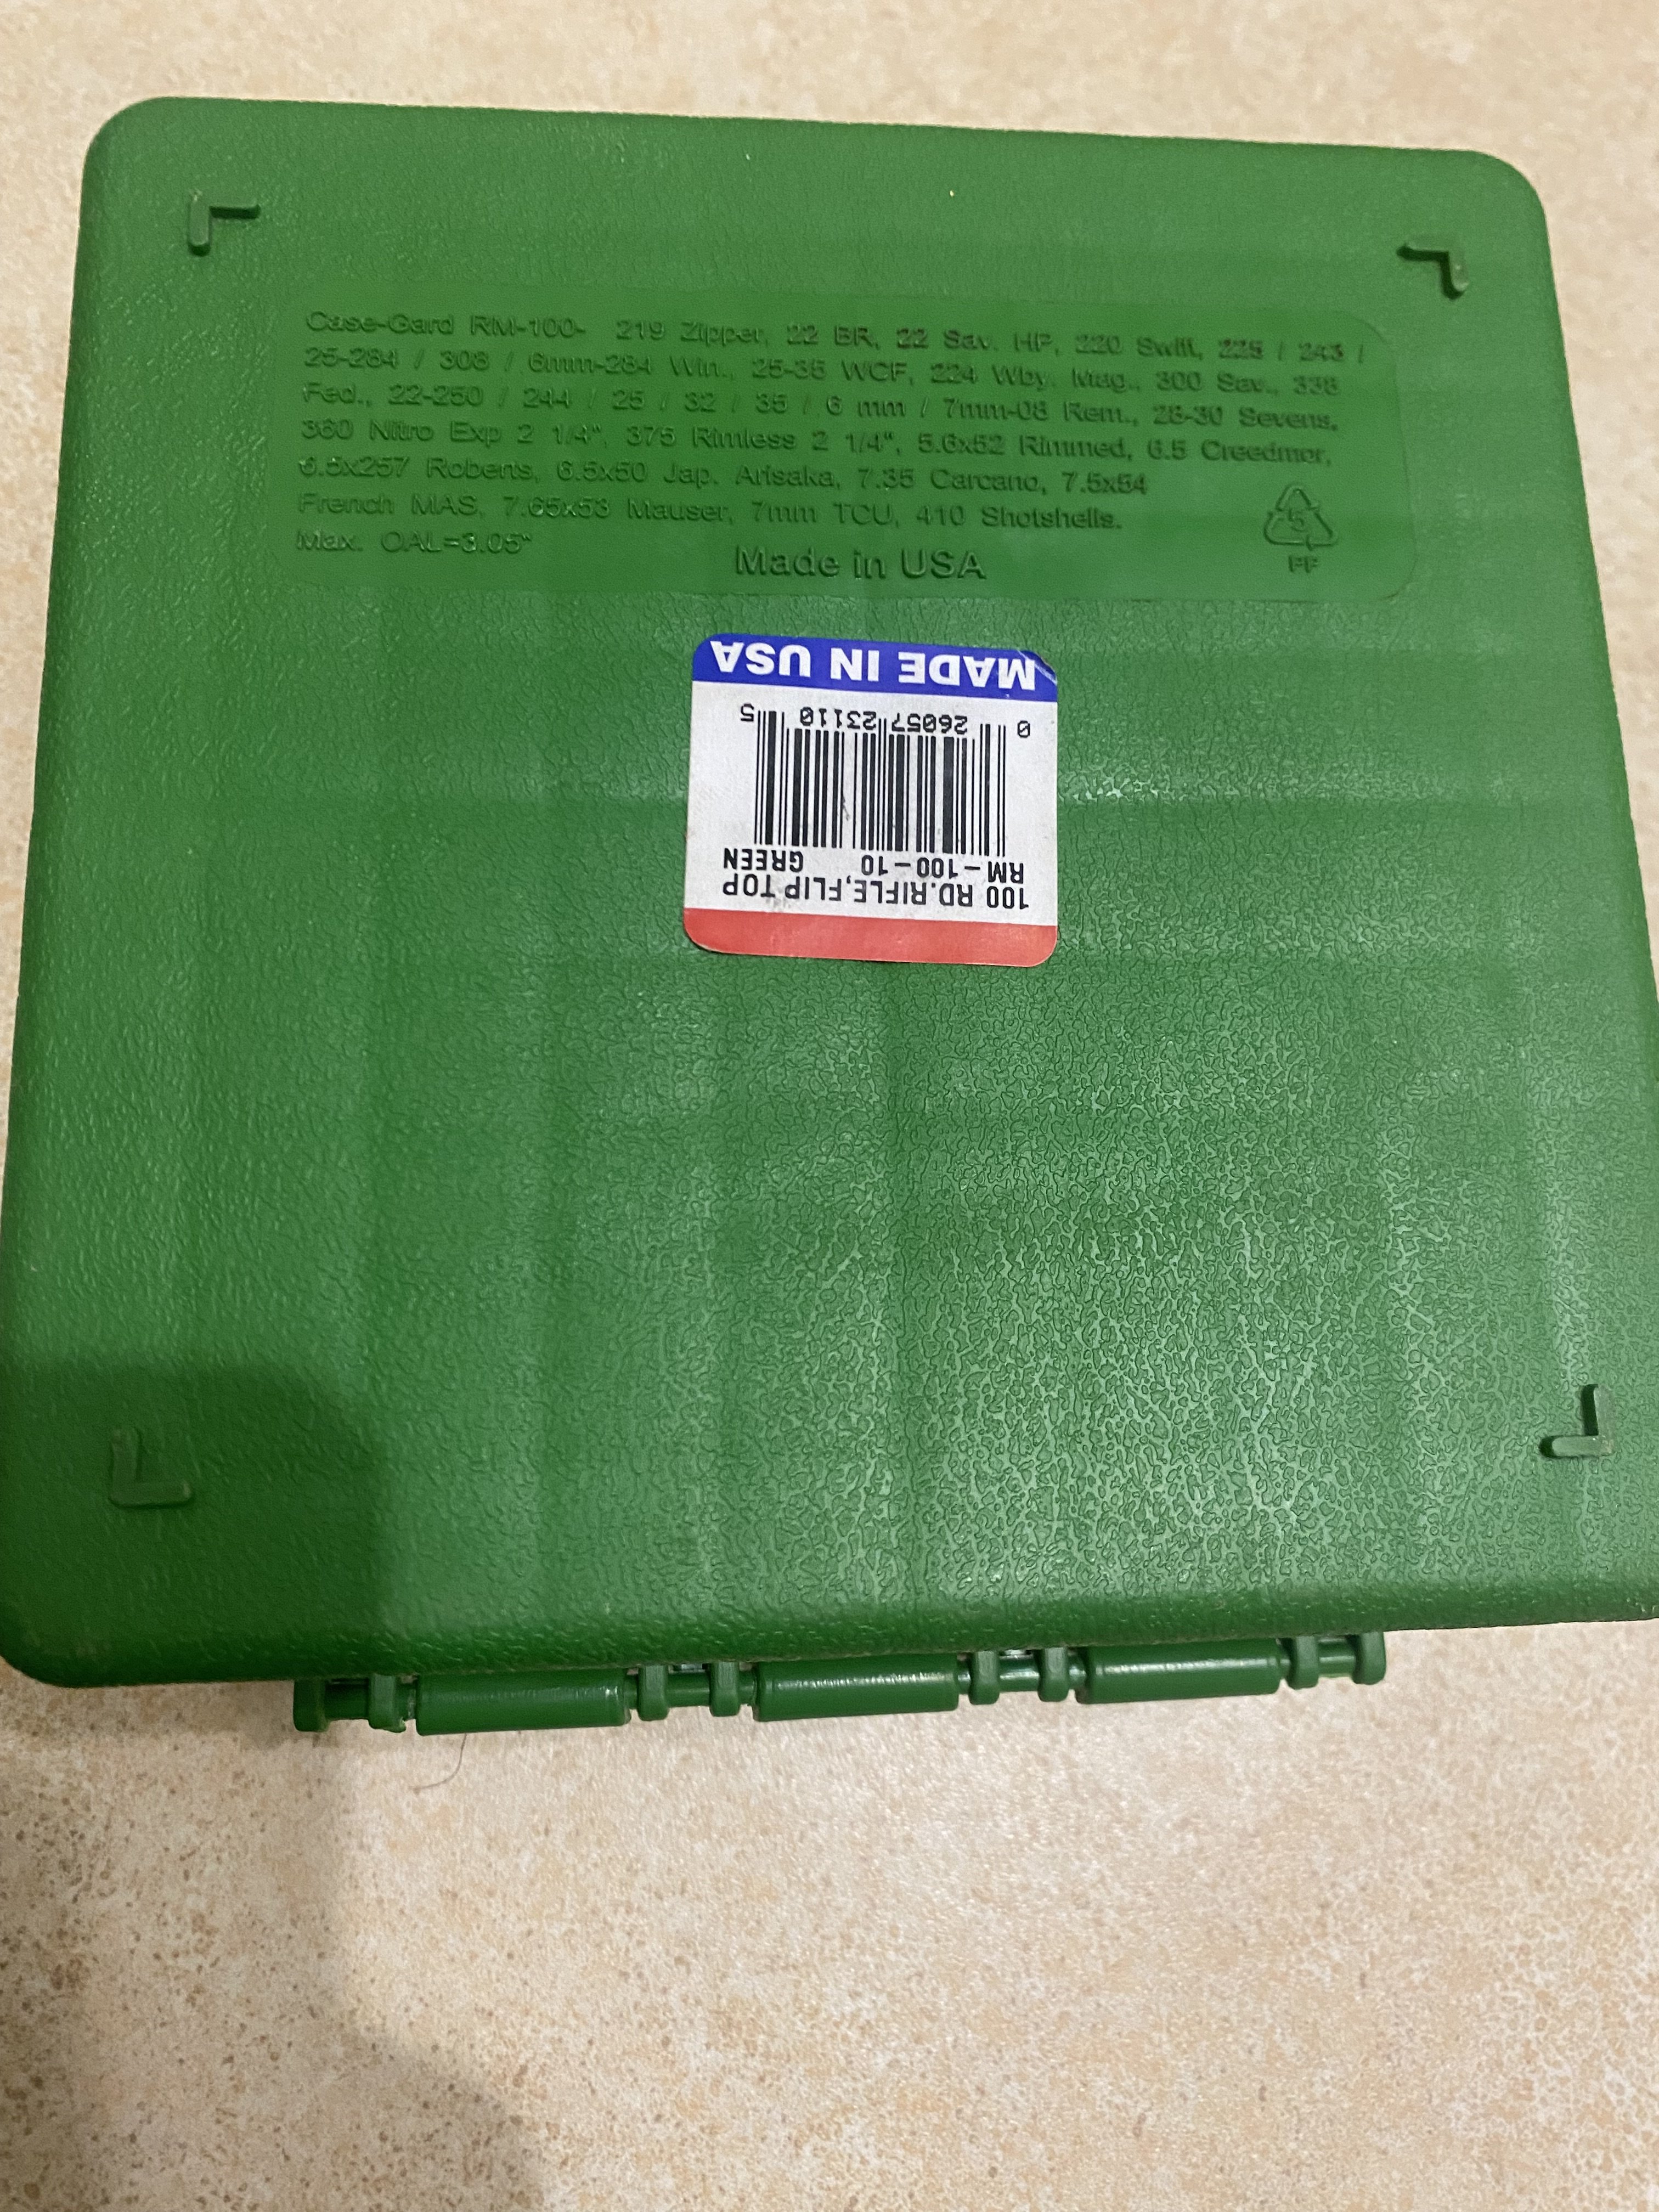 Case-Gard RM-100- 219 Zipper, 22 BR, 22 Sav. HP, 220 Swift, 225 / 243 /
25-284 / 308 / 6mm-284 Win., 25-35 WCF, 224 Wby. Mag., 300 Sav., 338
Fed., 22-250 / 244 / 25 / 32 / 35 / 6 mm / 7mm-08 Rem., 28-30 Sevens,
360 Nitro Exp 2 1/4", 375 Rimless 2 1/4", 5.6x52 Rimmed, 6.5 Creedmor,
6.5x257 Roberts, 6.5x50 Jap. Arisaka, 7.35 Carcano, 7.5x54
French MAS, 7.65x53 Mauser, 7mm TCU, 410 Shotshells.
Max. OAL=3.05"
Made in USA
5
PP
100 RD.RIFLE,FLIP TOP
RM-100-10 GREEN
0 26057 23110 5
MADE IN USA